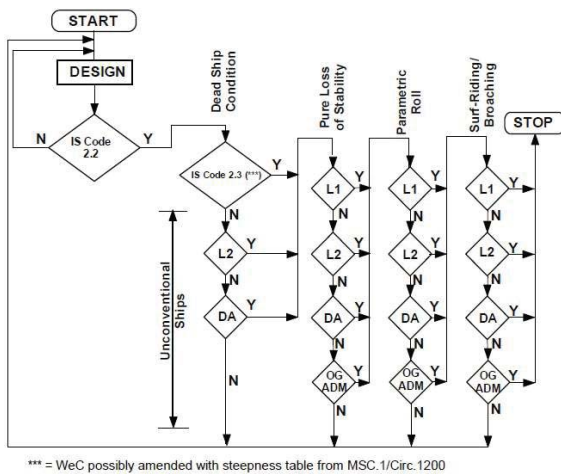 START
DESIGN
N
IS Code
2.2
Y
Dead Ship
Condition
IS Code 2.3 (***)
Y
N
L2
Y
N
DA
Y
N
Unconventional
Ships
Pure Loss
of Stability
L1
Y
N
L2
Y
N
DA
Y
N
OG
ADM
Y
N
Parametric
Roll
L1
Y
N
L2
Y
N
DA
Y
N
OG
ADM
Y
N
Surf-Riding/
Broaching
L1
Y
N
L2
Y
N
DA
Y
N
OG
ADM
Y
N
STOP
*** = WeC possibly amended with steepness table from MSC.1/Circ.1200